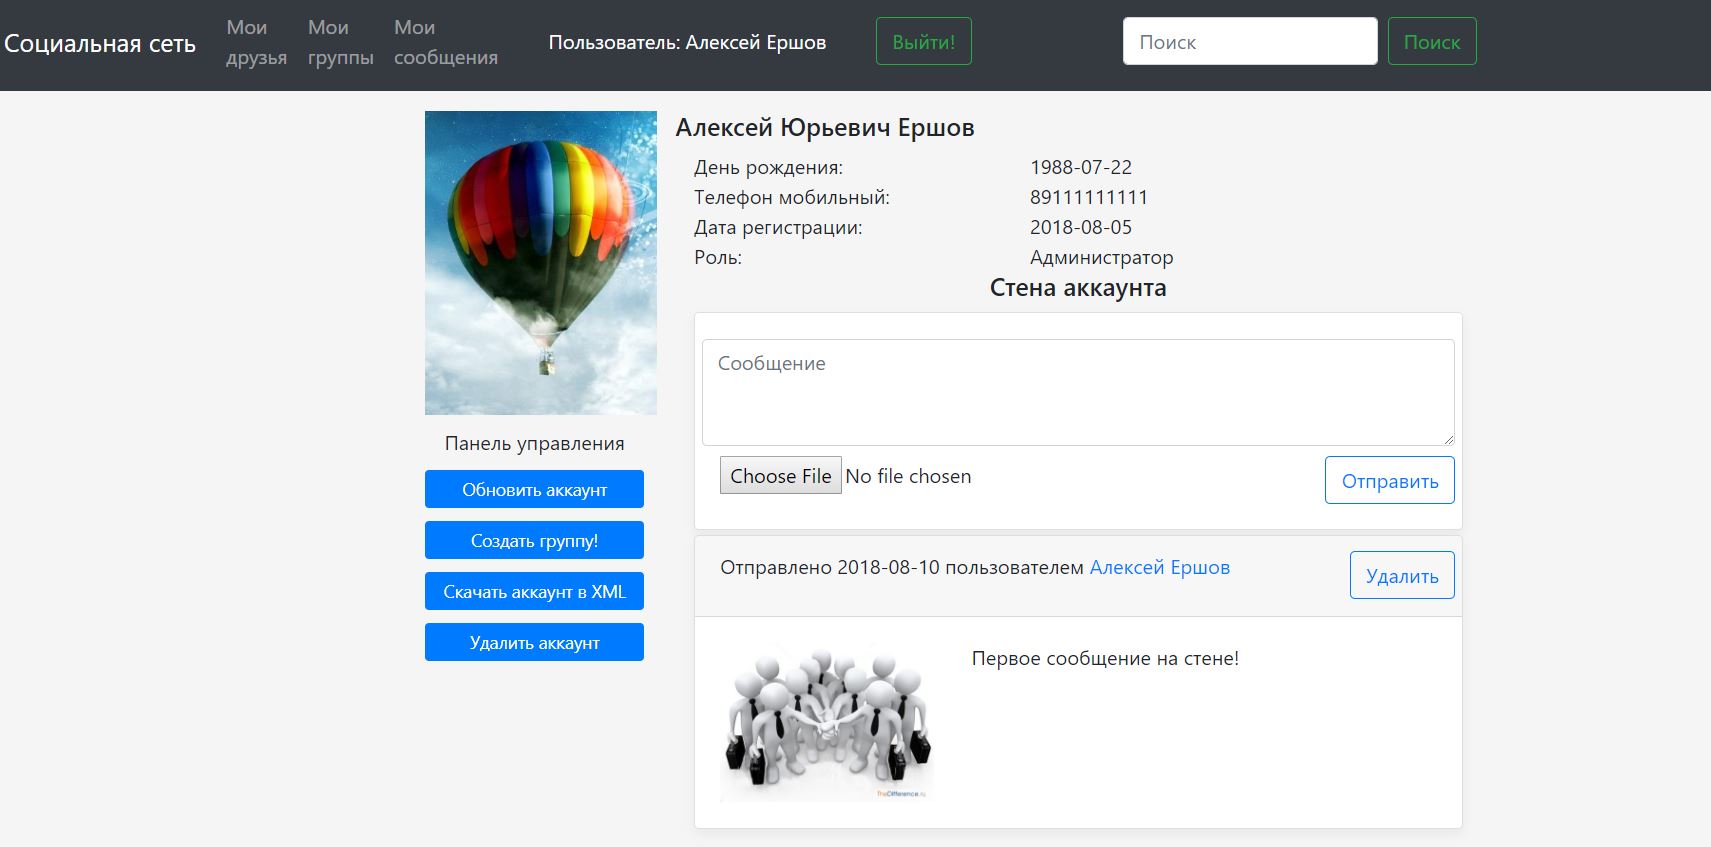 Социальная сеть
Мои друзья
Мои группы
Мои сообщения
Пользователь: Алексей Ершов
Выйти!
Поиск
Поиск
Алексей Юрьевич Ершов
День рождения: 1988-07-22
Телефон мобильный: 89111111111
Дата регистрации: 2018-08-05
Роль: Администратор
Панель управления
Обновить аккаунт
Создать группу!
Скачать аккаунт в XML
Удалить аккаунт
Стена аккаунта
Сообщение
Choose File No file chosen
Отправить
Отправлено 2018-08-10 пользователем Алексей Ершов
Удалить
Первое сообщение на стене!
TheDifference.ru